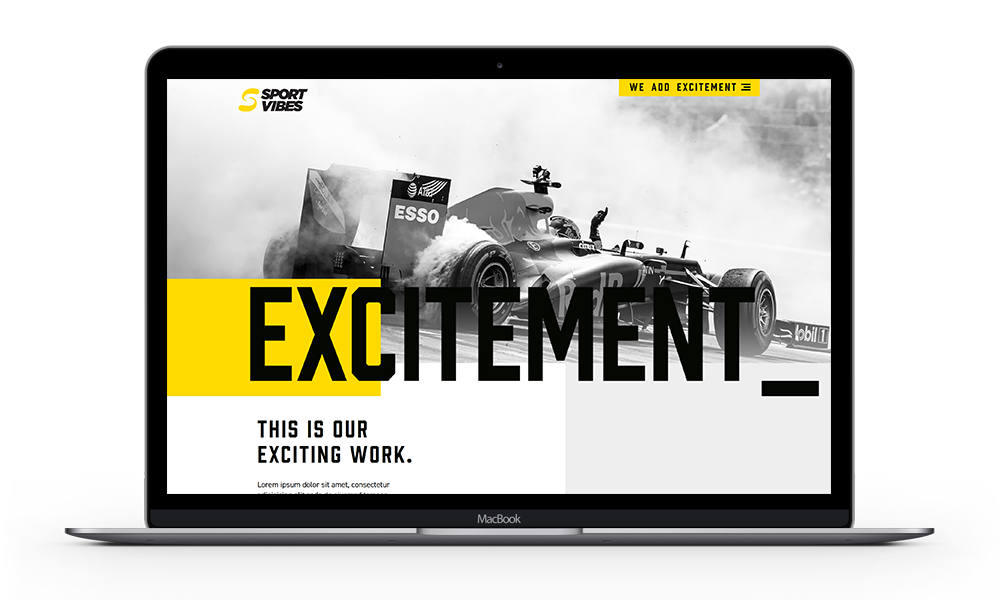 SPORT
VIBES
WE ADD EXCITEMENT
AT&T
ESSO
Mobil 1
EXCITEMENT_
THIS IS OUR
EXCITING WORK.
Lorem ipsum dolor sit amet, consectetur
MacBook